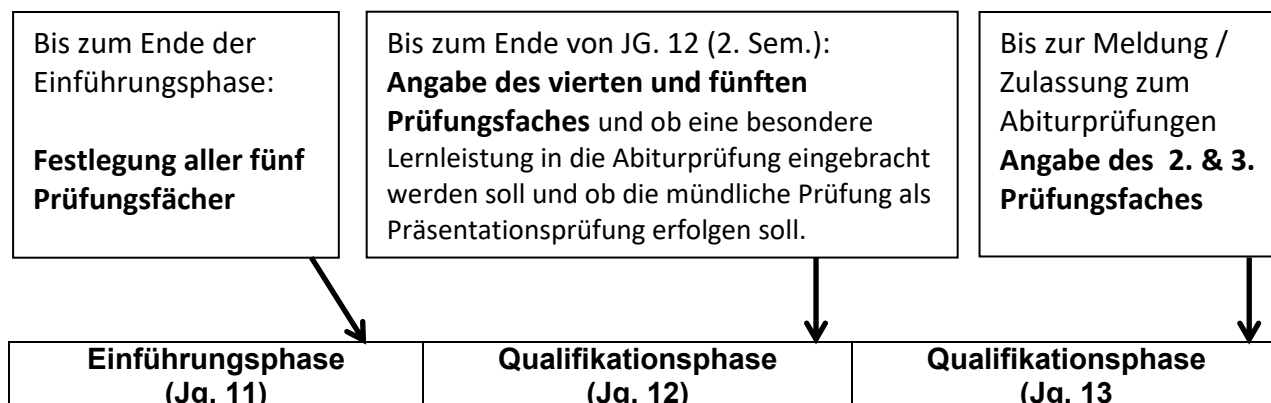 Bis zum Ende der
Einführungsphase:
Festlegung aller fünf
Prüfungsfächer
Bis zum Ende von JG. 12 (2. Sem.):
Angabe des vierten und fünften
Prüfungsfaches und ob eine besondere
Lernleistung in die Abiturprüfung eingebracht
werden soll und ob die mündliche Prüfung als
Präsentationsprüfung erfolgen soll.
Bis zur Meldung /
Zulassung zum
Abiturprüfungen
Angabe des  2. & 3.
Prüfungsfaches
Einführungsphase
(Jg. 11)
Qualifikationsphase
(Jg. 12)
Qualifikationsphase
(Jg. 13